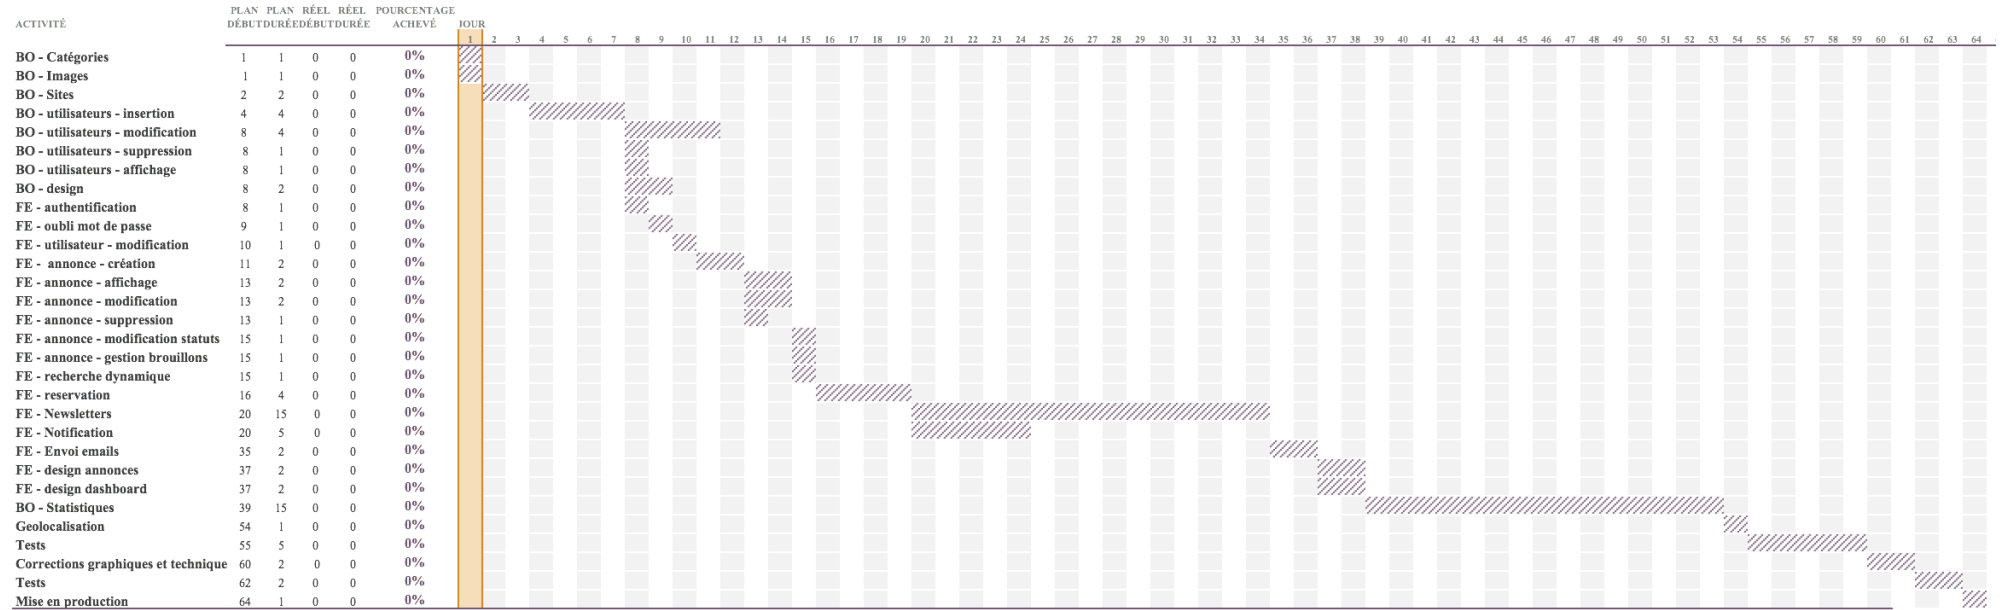 PLAN PLAN RÉEL RÉEL POURCENTAGE
ACTIVITÉ DÉBUT DURÉE DÉBUT DURÉE ACHEVÉ JOUR
1 2 3 4 5 6 7 8 9 10 11 12 13 14 15 16 17 18 19 20 21 22 23 24 25 26 27 28 29 30 31 32 33 34 35 36 37 38 39 40 41 42 43 44 45 46 47 48 49 50 51 52 53 54 55 56 57 58 59 60 61 62 63 64
BO - Catégories 1 1 0 0 0%
BO - Images 1 1 0 0 0%
BO - Sites 2 2 0 0 0%
BO - utilisateurs - insertion 4 4 0 0 0%
BO - utilisateurs - modification 8 4 0 0 0%
BO - utilisateurs - suppression 8 1 0 0 0%
BO - utilisateurs - affichage 8 1 0 0 0%
BO - design 8 2 0 0 0%
FE - authentification 8 1 0 0 0%
FE - oubli mot de passe 9 1 0 0 0%
FE - utilisateur - modification 10 1 0 0 0%
FE - annonce - création 11 2 0 0 0%
FE - annonce - affichage 13 2 0 0 0%
FE - annonce - modification 13 2 0 0 0%
FE - annonce - suppression 13 1 0 0 0%
FE - annonce - modification statuts 15 1 0 0 0%
FE - annonce - gestion brouillons 15 1 0 0 0%
FE - recherche dynamique 15 1 0 0 0%
FE - reservation 16 4 0 0 0%
FE - Newsletters 20 15 0 0 0%
FE - Notification 20 5 0 0 0%
FE - Envoi emails 35 2 0 0 0%
FE - design annonces 37 2 0 0 0%
FE - design dashboard 37 2 0 0 0%
BO - Statistiques 39 15 0 0 0%
Geolocalisation 54 1 0 0 0%
Tests 55 5 0 0 0%
Corrections graphiques et technique 60 2 0 0 0%
Tests 62 2 0 0 0%
Mise en production 64 1 0 0 0%